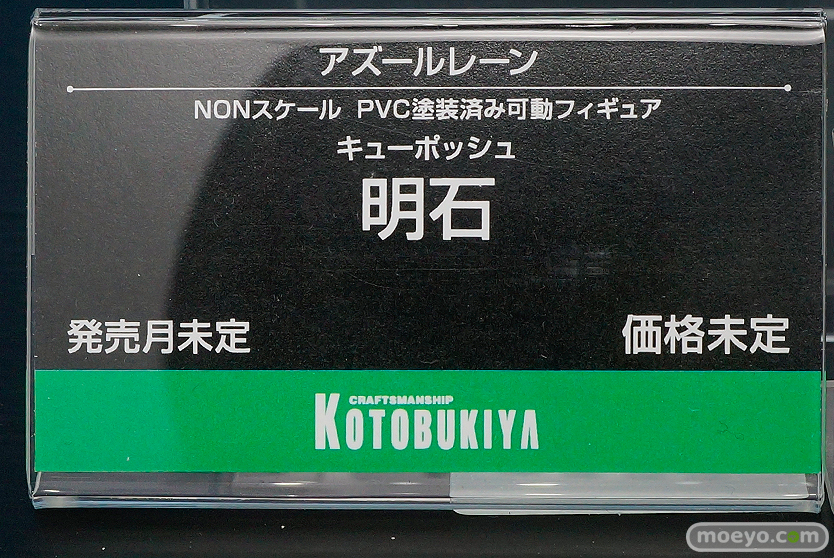 アズールレーン
NONスケール PVC塗装済み可動フィギュア
キューポッシュ
明石
発売月未定
価格未定
CRAFTSMANSHIP
KOTOBUKIYA
moeyo.com